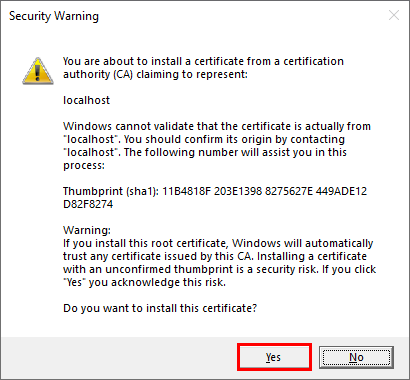 Security Warning
You are about to install a certificate from a certification
authority (CA) claiming to represent:
localhost
Windows cannot validate that the certificate is actually from
"localhost". You should confirm its origin by contacting
"localhost". The following number will assist you in this
process:
Thumbprint (sha1): 11B4818F 203E1398 8275627E 449ADE12
D82F8274
Warning:
If you install this root certificate, Windows will automatically
trust any certificate issued by this CA. Installing a certificate
with an unconfirmed thumbprint is a security risk. If you click
"Yes" you acknowledge this risk.
Do you want to install this certificate?
Yes
No